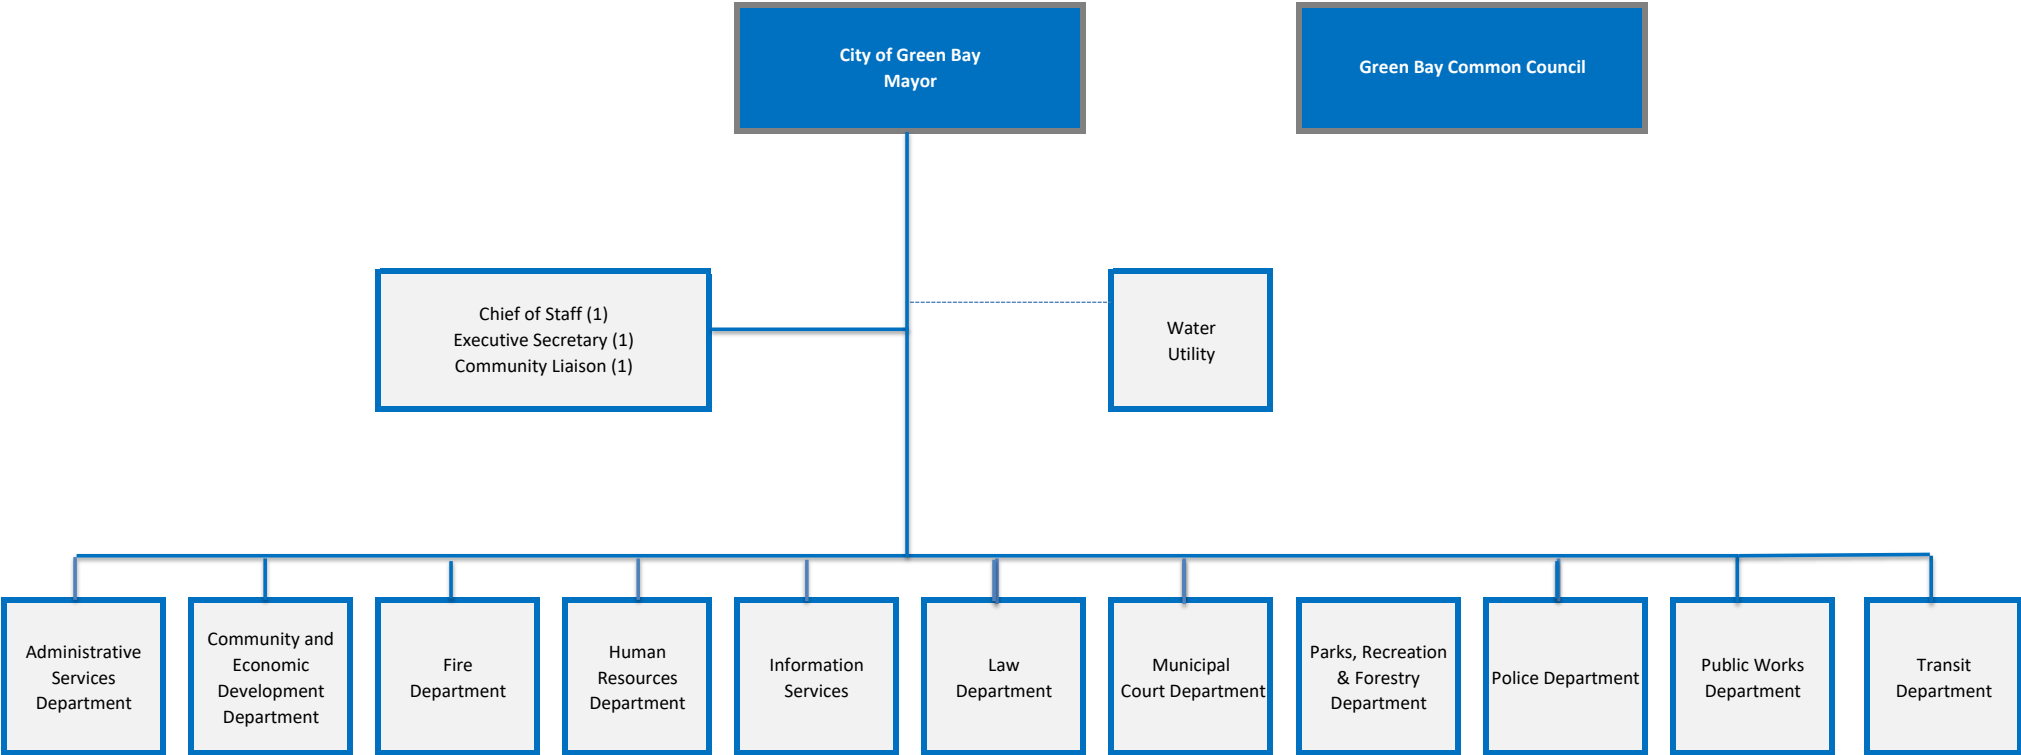 City of Green Bay
Mayor
Green Bay Common Council
Chief of Staff (1)
Executive Secretary (1)
Community Liaison (1)
Water
Utility
Administrative
Services
Department
Community and
Economic
Development
Department
Fire
Department
Human
Resources
Department
Information
Services
Law
Department
Municipal
Court Department
Parks, Recreation
& Forestry
Department
Police Department
Public Works
Department
Transit
Department